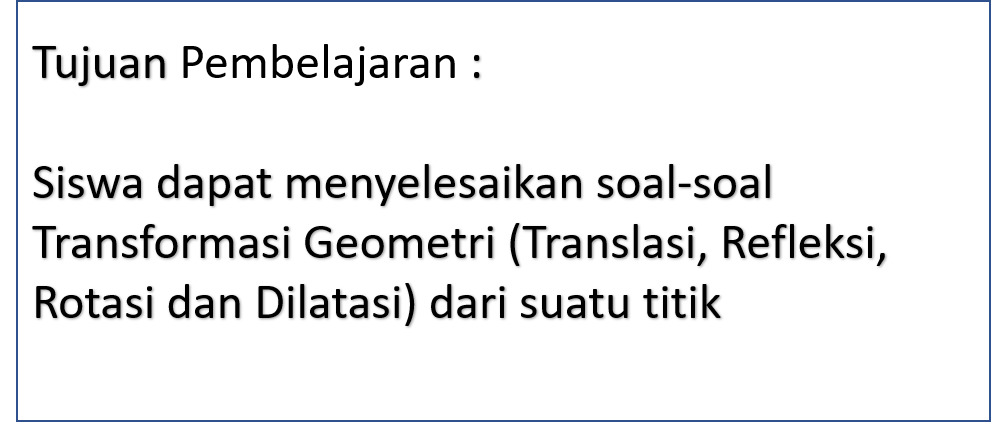 Tujuan Pembelajaran :
Siswa dapat menyelesaikan soal-soal
Transformasi Geometri (Translasi, Refleksi,
Rotasi dan Dilatasi) dari suatu titik